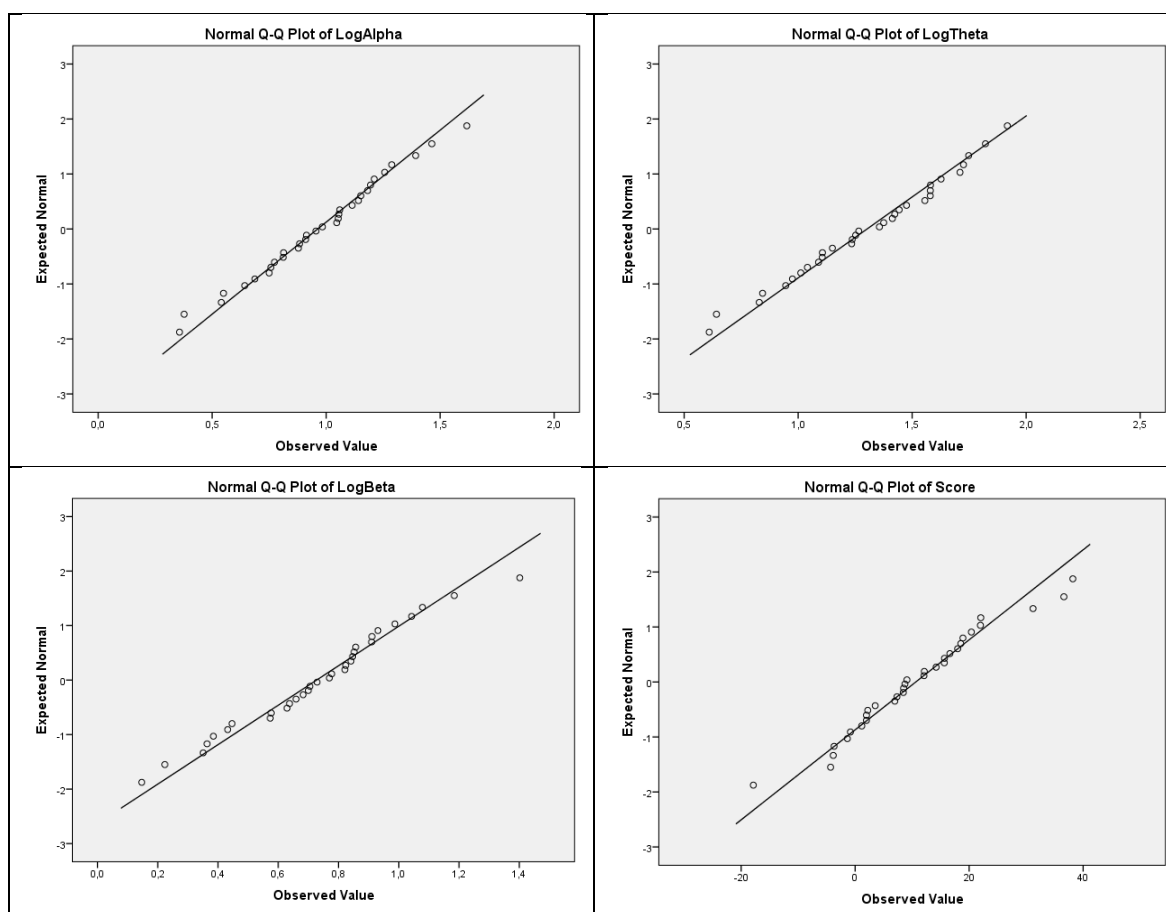 Normal Q-Q Plot of LogAlpha
Expected Normal
3
2
1
0
-1
-2
-3
0,0 0,5 1,0 1,5 2,0
Observed Value
Normal Q-Q Plot of LogTheta
Expected Normal
3
2
1
0
-1
-2
-3
0,5 1,0 1,5 2,0 2,5
Observed Value
Normal Q-Q Plot of LogBeta
Expected Normal
3
2
1
0
-1
-2
-3
0,0 0,2 0,4 0,6 0,8 1,0 1,2 1,4
Observed Value
Normal Q-Q Plot of Score
Expected Normal
3
2
1
0
-1
-2
-3
-20 0 20 40
Observed Value